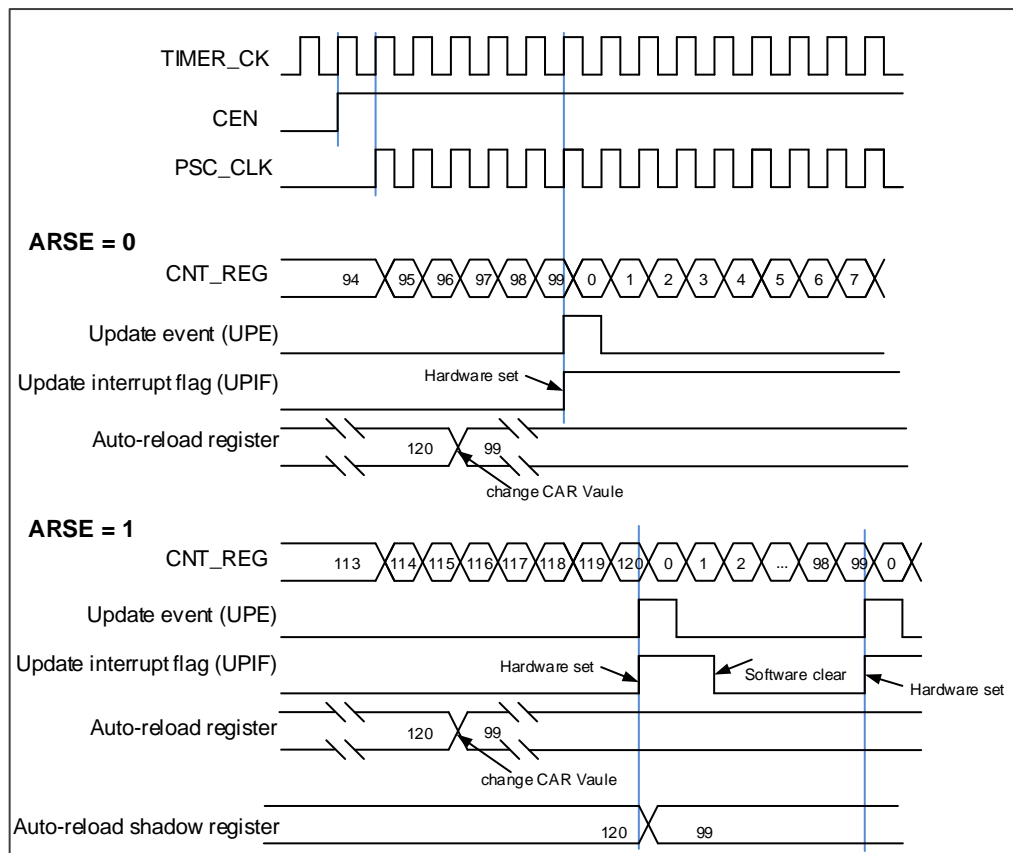 TIMER_CK
CEN
PSC_CLK
ARSE = 0
CNT_REG 94 95 96 97 98 99 0 1 2 3 4 5 6 7
Update event (UPE)
Update interrupt flag (UPIF) Hardware set
Auto-reload register 120 99
change CAR Vaule
ARSE = 1
CNT_REG 113 114 115 116 117 118 119 120 0 1 2 ... 98 99 0
Update event (UPE)
Update interrupt flag (UPIF) Hardware set Software clear Hardware set
Auto-reload register 120 99
change CAR Vaule
Auto-reload shadow register 120 99